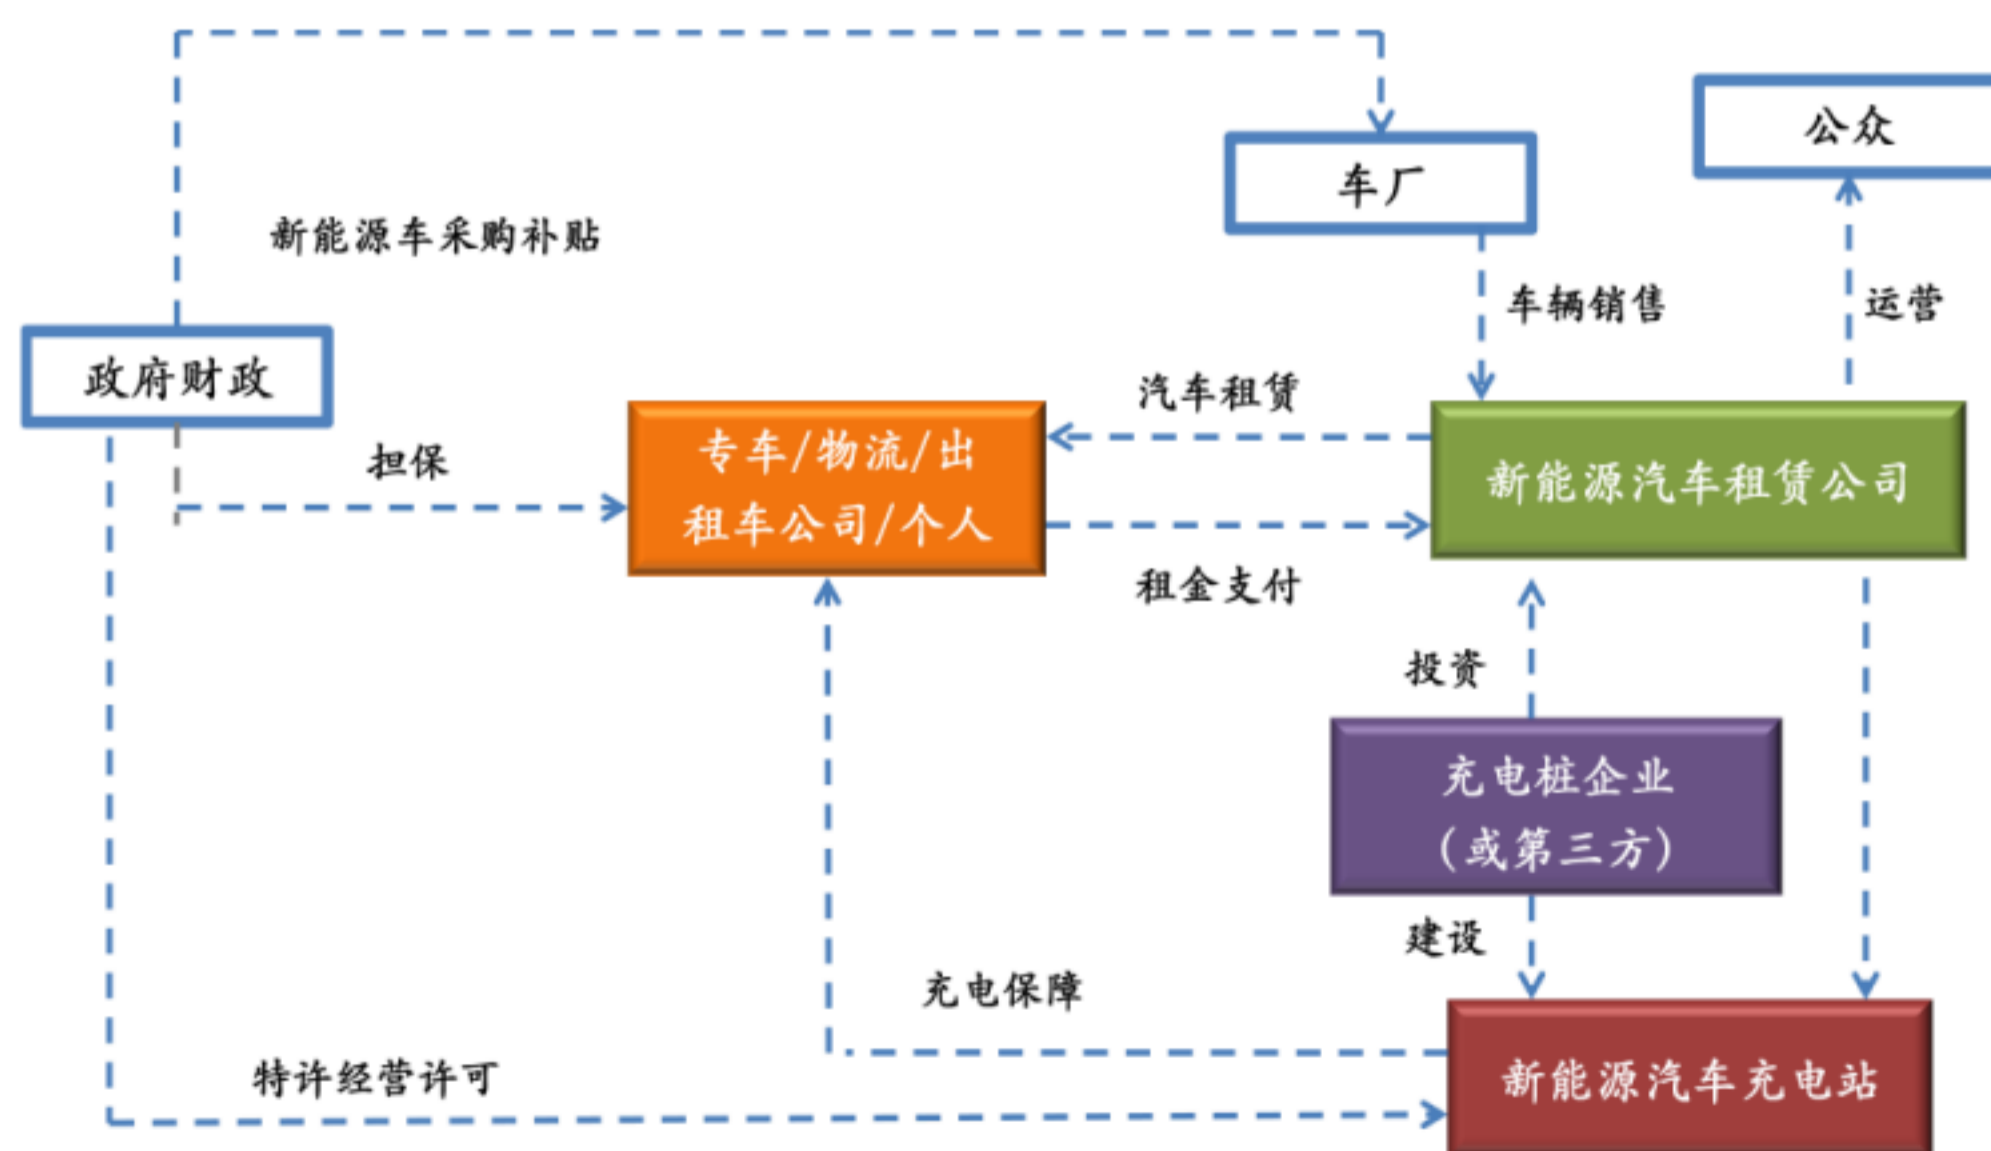 公众
车厂
新能源车采购补贴
车辆销售
运营
政府财政
汽车租赁
担保
专车/物流/出
租车公司/个人
新能源汽车租赁公司
租金支付
投资
充电桩企业
(或第三方)
建设
充电保障
特许经营许可
新能源汽车充电站